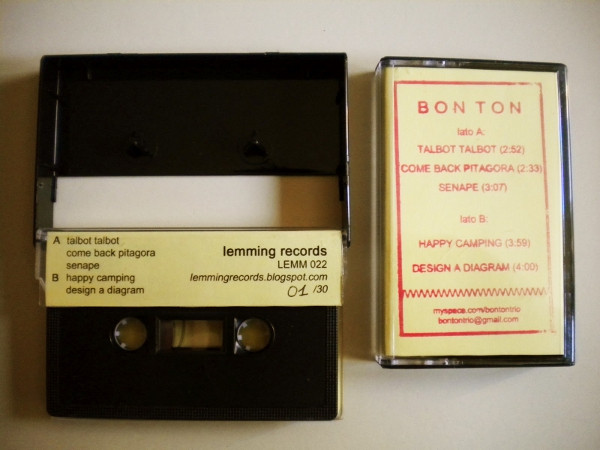 A talbot talbot
come back pitagora
senape
B happy camping
design a diagram
lemming records
LEMM 022
lemmingrecords.blogspot.com
01 /30
BON TON
lato A:
TALBOT TALBOT (2:52)
COME BACK PITAGORA (2:33)
SENAPE (3:07)
lato B:
HAPPY CAMPING (3:59)
DESIGN A DIAGRAM (4:00)
myspace.com/bontontrio
bontontrio@gmail.com